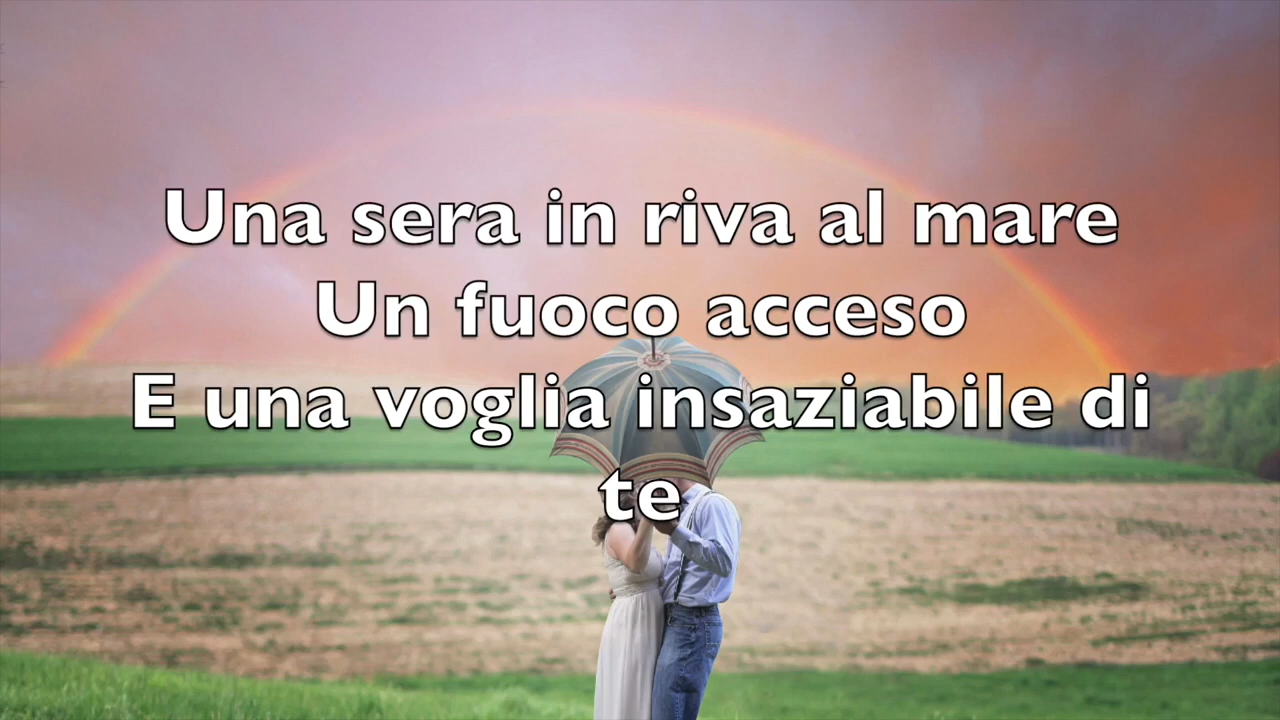 Una sera in riva al mare
Un fuoco acceso
E una voglia insaziabile di
te